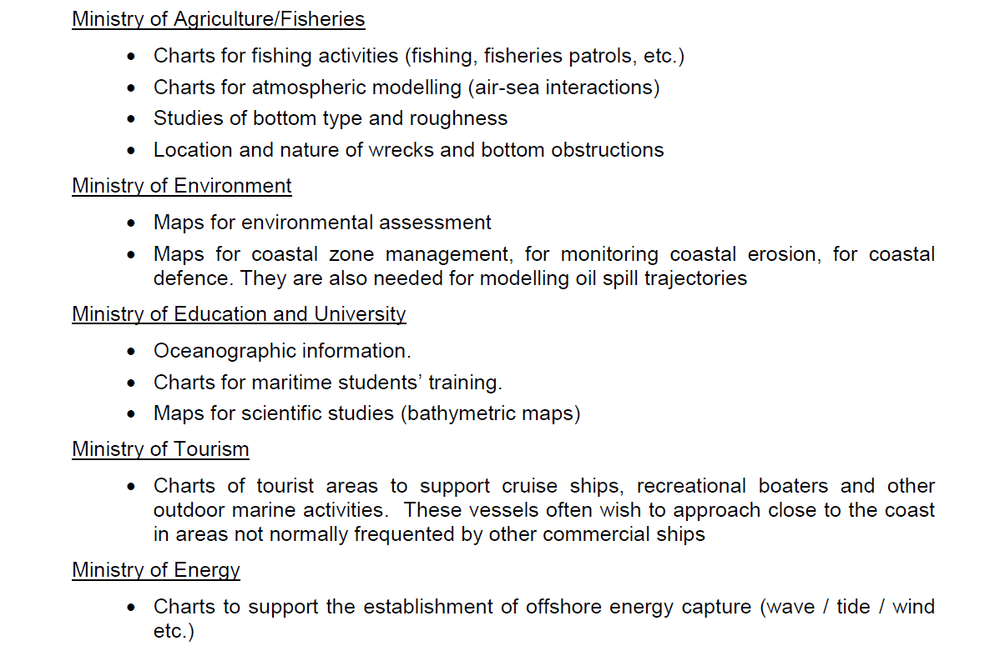 Ministry of Agriculture/Fisheries
• Charts for fishing activities (fishing, fisheries patrols, etc.)
• Charts for atmospheric modelling (air-sea interactions)
• Studies of bottom type and roughness
• Location and nature of wrecks and bottom obstructions
Ministry of Environment
• Maps for environmental assessment
• Maps for coastal zone management, for monitoring coastal erosion, for coastal
defence. They are also needed for modelling oil spill trajectories
Ministry of Education and University
• Oceanographic information.
• Charts for maritime students’ training.
• Maps for scientific studies (bathymetric maps)
Ministry of Tourism
• Charts of tourist areas to support cruise ships, recreational boaters and other
outdoor marine activities.  These vessels often wish to approach close to the coast
in areas not normally frequented by other commercial ships
Ministry of Energy
• Charts to support the establishment of offshore energy capture (wave / tide / wind
etc.)